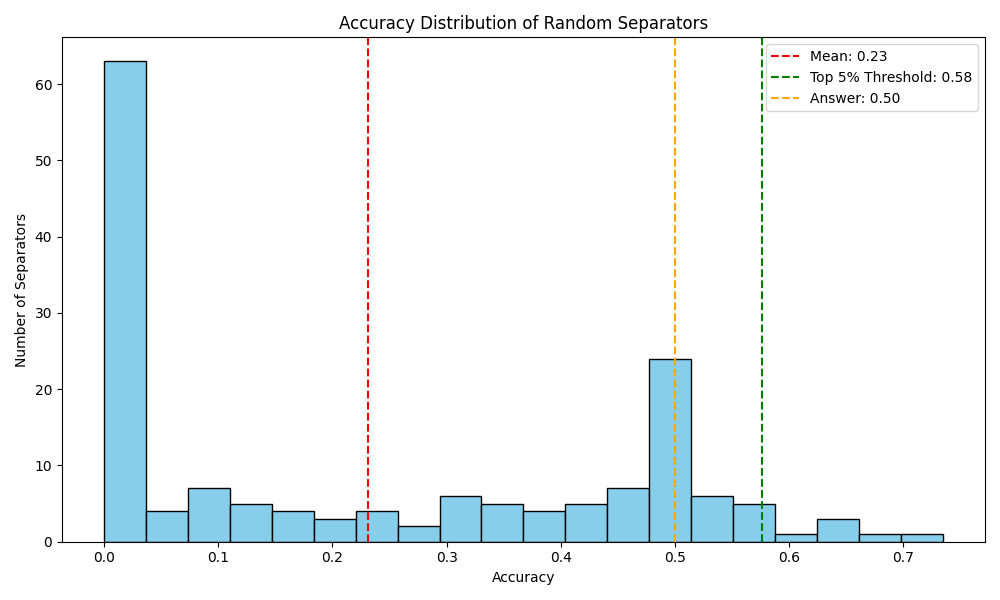 Accuracy Distribution of Random Separators
Mean: 0.23
Top 5% Threshold: 0.58
Answer: 0.50
Number of Separators
60
50
40
30
20
10
0
0.0 0.1 0.2 0.3 0.4 0.5 0.6 0.7
Accuracy